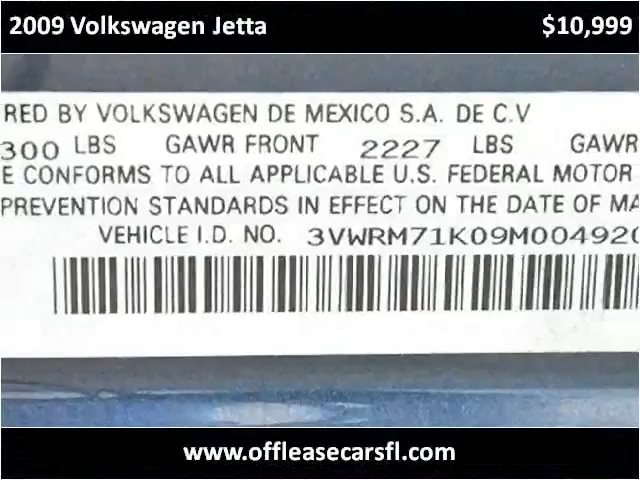 2009 Volkswagen Jetta $10,999
RED BY VOLKSWAGEN DE MEXICO S.A. DE C.V
300 LBS GAWR FRONT 2227 LBS GAWR
E CONFORMS TO ALL APPLICABLE U.S. FEDERAL MOTOR
PREVENTION STANDARDS IN EFFECT ON THE DATE OF MA
VEHICLE I.D. NO. 3VWRM71K09M004920
www.offleasecarsfl.com